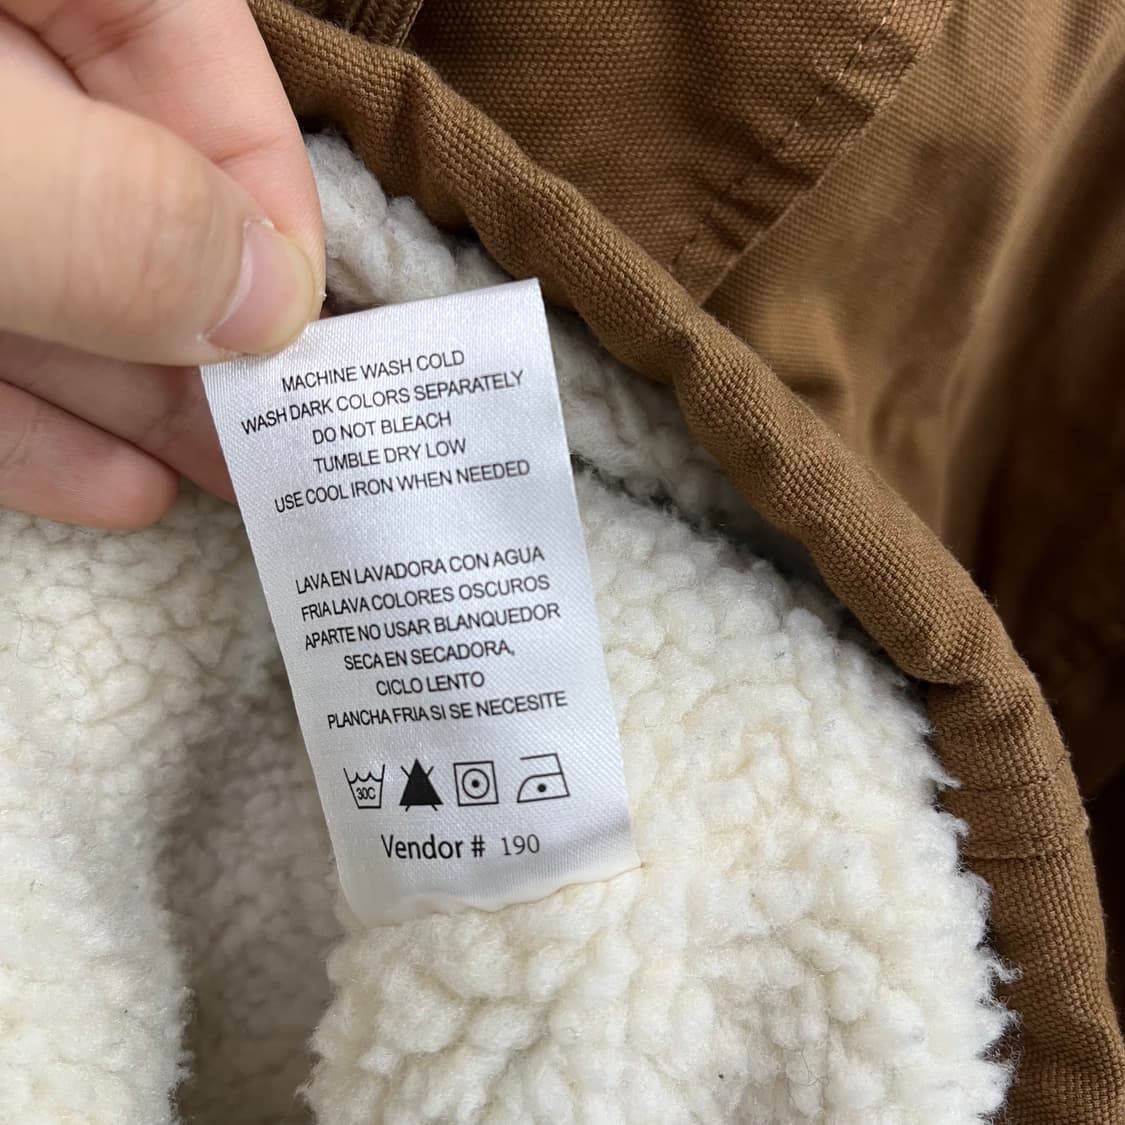 MACHINE WASH COLD
WASH DARK COLORS SEPARATELY
DO NOT BLEACH
TUMBLE DRY LOW
USE COOL IRON WHEN NEEDED
LAVA EN LAVADORA CON AGUA
FRIA LAVA COLORES OSCUROS
APARTE NO USAR BLANQUEDOR
SECA EN SECADORA,
CICLO LENTO
PLANCHA FRIA SI SE NECESITE
30C
Vendor # 190